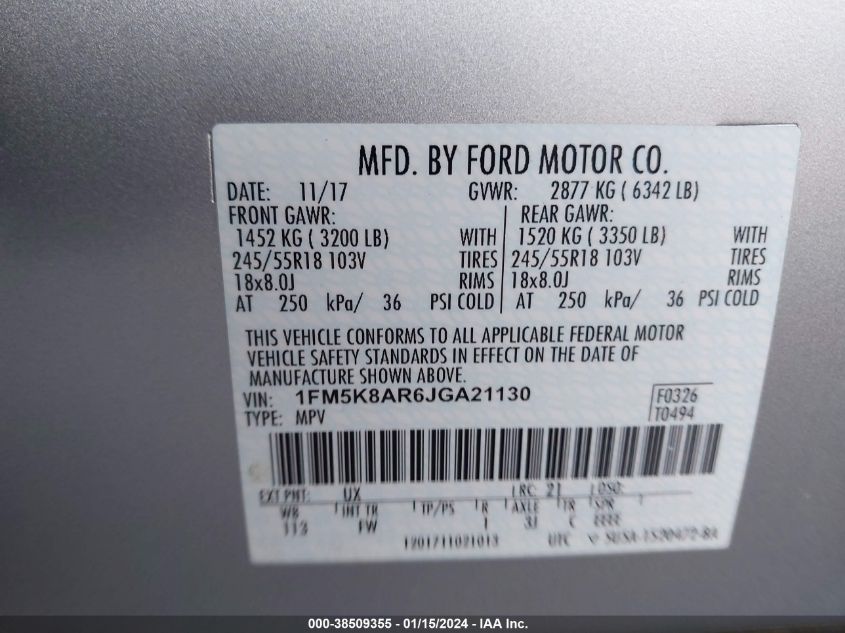 MFD. BY FORD MOTOR CO.
DATE: 11/17 GVWR: 2877 KG ( 6342 LB)
FRONT GAWR: REAR GAWR:
1452 KG ( 3200 LB) WITH 1520 KG ( 3350 LB) WITH
245/55R18 103V TIRES 245/55R18 103V TIRES
18x8.0J RIMS 18x8.0J RIMS
AT 250 kPa/ 36 PSI COLD AT 250 kPa/ 36 PSI COLD
THIS VEHICLE CONFORMS TO ALL APPLICABLE FEDERAL MOTOR
VEHICLE SAFETY STANDARDS IN EFFECT ON THE DATE OF
MANUFACTURE SHOWN ABOVE.
VIN: 1FM5K8AR6JGA21130 F0326
TYPE: MPV T0494
EXT PNT: UX RC: 21 DSO:
WB INT TR TP/PS R AXLE TR SPR
113 FW 3J C
1201711021013 UTC
000-38509355 - 01/15/2024 - IAA Inc.